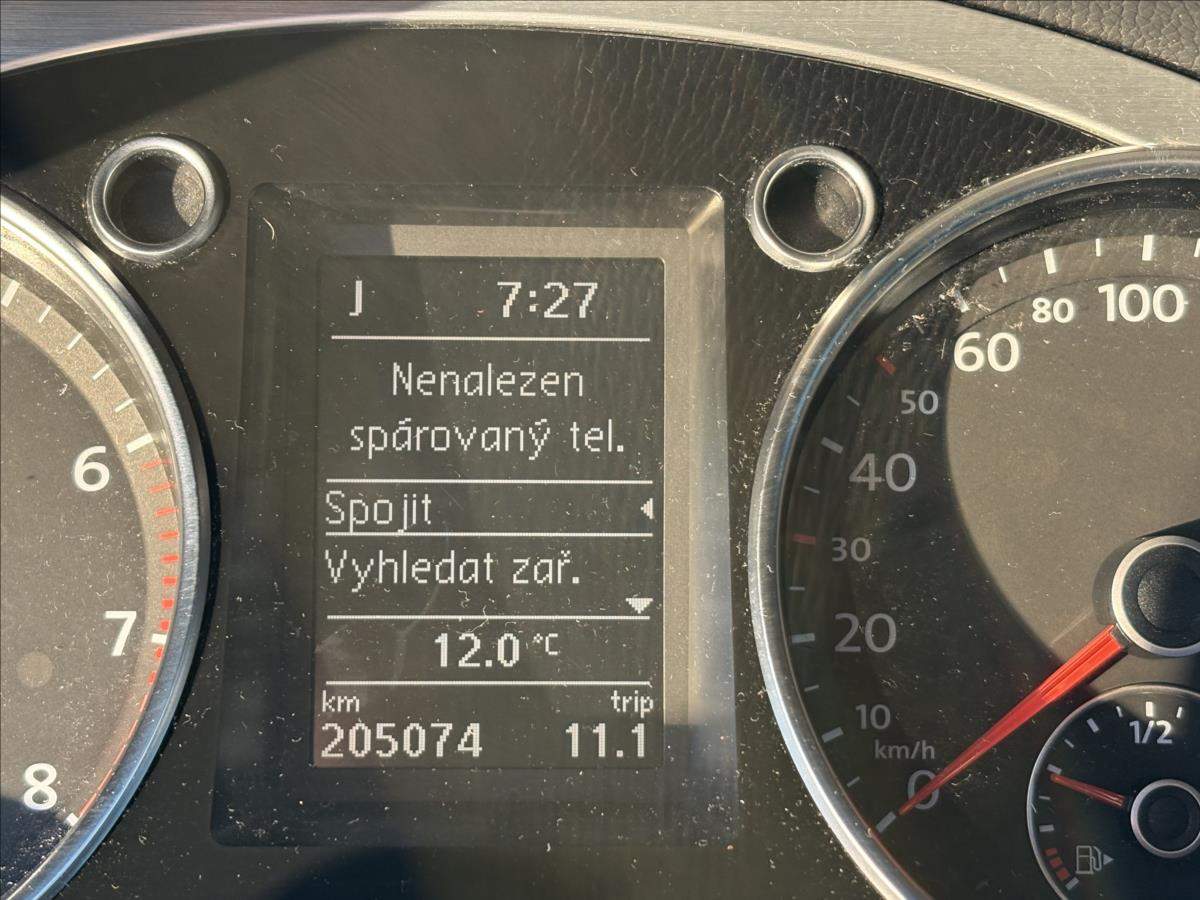 7:27
Nenalezen
spárovaný tel.
Spojit
Vyhledat zař.
12.0 °C
km trip
205074 11.1
6
7
8
100
80
60
50
40
30
20
10
km/h
0
1/2